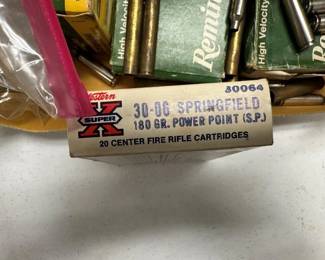 Remin
High Velocity
High Velocity
30064
Western
SUPER
X
30-06 SPRINGFIELD
180 GR. POWER POINT (S.P.)
20 CENTER FIRE RIFLE CARTRIDGES